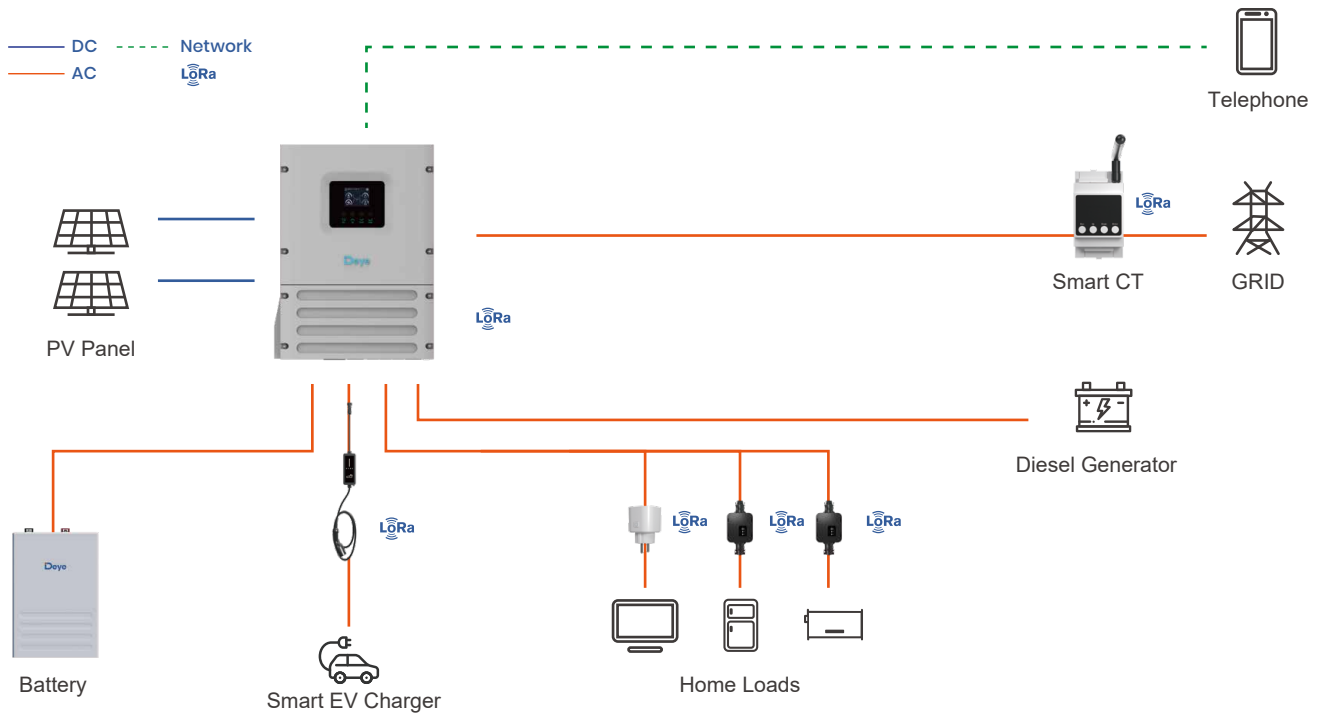 DC
Network
AC
LoRa
Telephone
LoRa
Deye
Smart CT
GRID
LoRa
PV Panel
Diesel Generator
LoRa
LoRa
LoRa
LoRa
Deye
Battery
Smart EV Charger
Home Loads